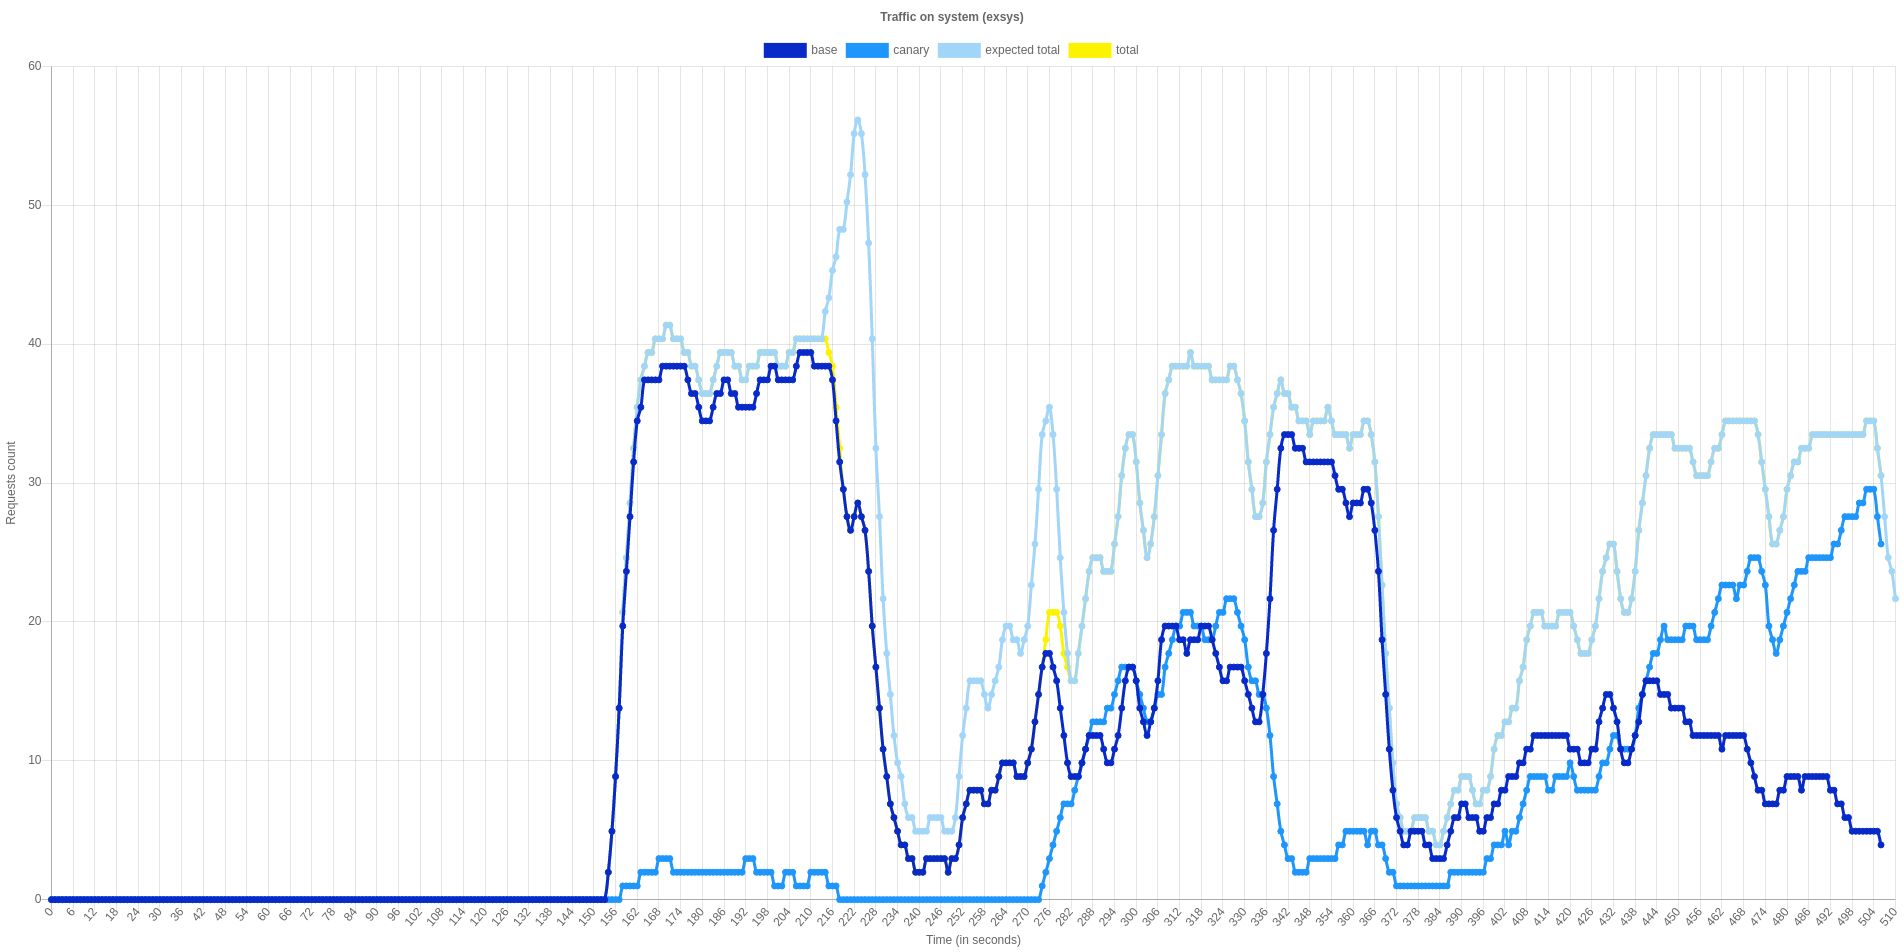 Traffic on system (exsys)
base canary expected total total
60
50
40
30
20
10
0
Requests count
0 6 12 18 24 30 36 42 48 54 60 66 72 78 84 90 96 102 108 114 120 126 132 138 144 150 156 162 168 174 180 186 192 198 204 210 216 222 228 234 240 246 252 258 264 270 276 282 288 294 300 306 312 318 324 330 336 342 348 354 360 366 372 378 384 390 396 402 408 414 420 426 432 438 444 450 456 462 468 474 480 486 492 498 504 510
Time (in seconds)